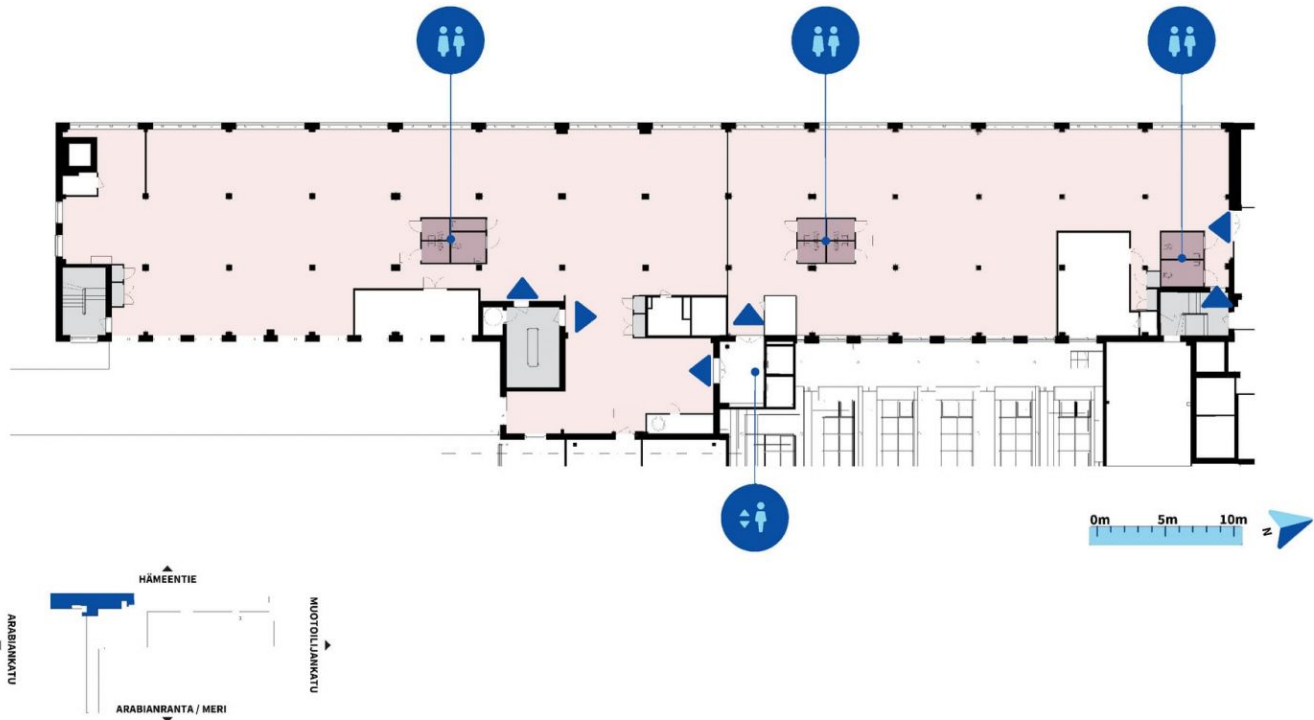 0m 5m 10m
N
HÄMEENTIE
ARABIANKATU
MUOTOILIJANKATU
ARABIANRANTA / MERI